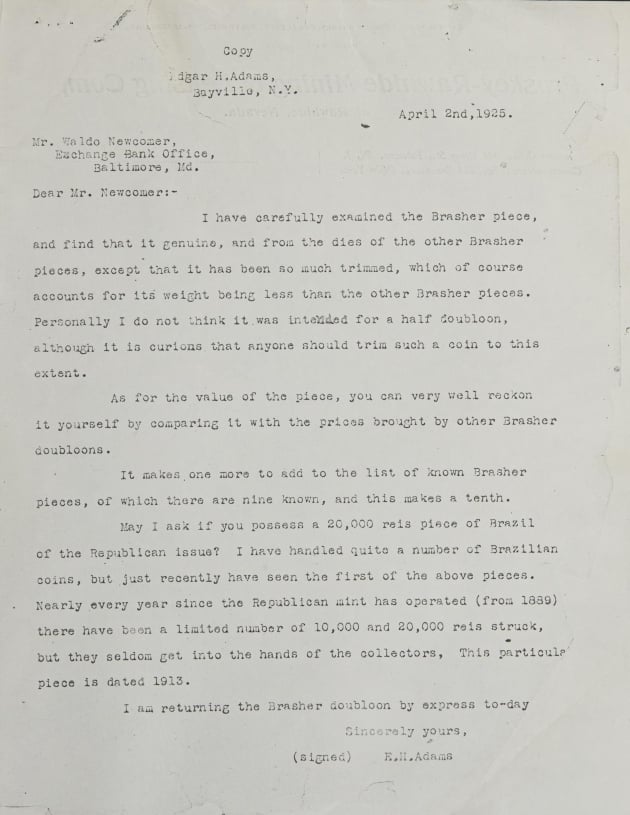 Copy
Edgar H.Adams,
Bayville, N.Y.
April 2nd,1925.
Mr. Waldo Newcomer,
Exchange Bank Office,
Baltimore, Md.
Dear Mr. Newcomer:-
I have carefully examined the Brasher piece,
and find that it genuine, and from the dies of the other Brasher
pieces, except that it has been so much trimmed, which of course
accounts for its weight being less than the other Brasher pieces.
Personally I do not think it was intended for a half doubloon,
although it is curions that anyone should trim such a coin to this
extent.
As for the value of the piece, you can very well reckon
it yourself by comparing it with the prices brought by other Brasher
doubloons.
It makes one more to add to the list of known Brasher
pieces, of which there are nine known, and this makes a tenth.
May I ask if you possess a 20,000 reis piece of Brazil
of the Republican issue? I have handled quite a number of Brazilian
coins, but just recently have seen the first of the above pieces.
Nearly every year since the Republican mint has operated (from 1889)
there have been a limited number of 10,000 and 20,000 reis struck,
but they seldom get into the hands of the collectors, This particula
piece is dated 1913.
I am returning the Brasher doubloon by express to-day
Sincerely yours,
(signed) E.H.Adams